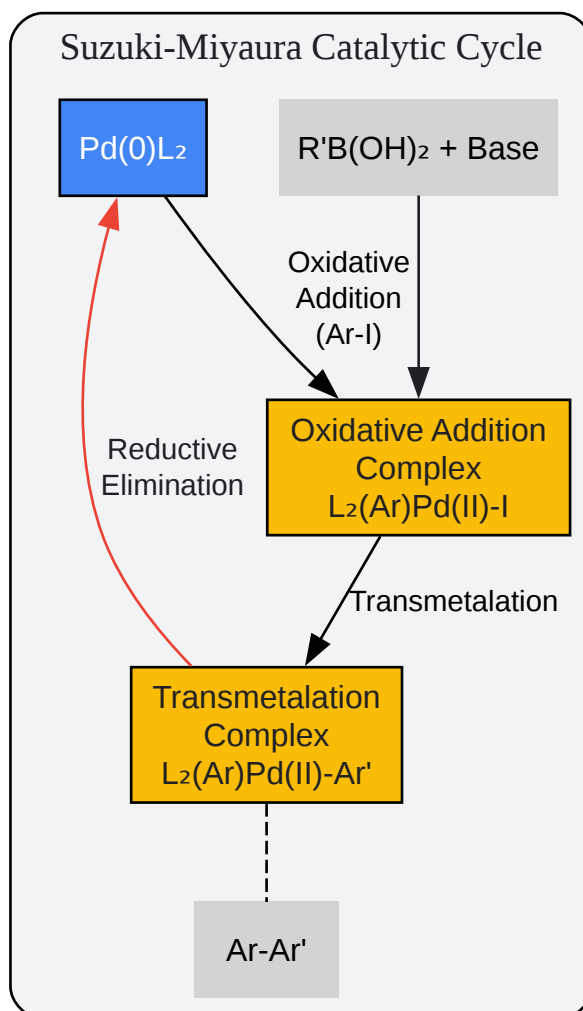 Suzuki-Miyaura Catalytic Cycle
Pd(0)L₂
R'B(OH)₂ + Base
Oxidative
Addition
(Ar-I)
Oxidative Addition
Complex
L₂(Ar)Pd(II)-I
Reductive
Elimination
Transmetalation
Transmetalation
Complex
L₂(Ar)Pd(II)-Ar'
Ar-Ar'